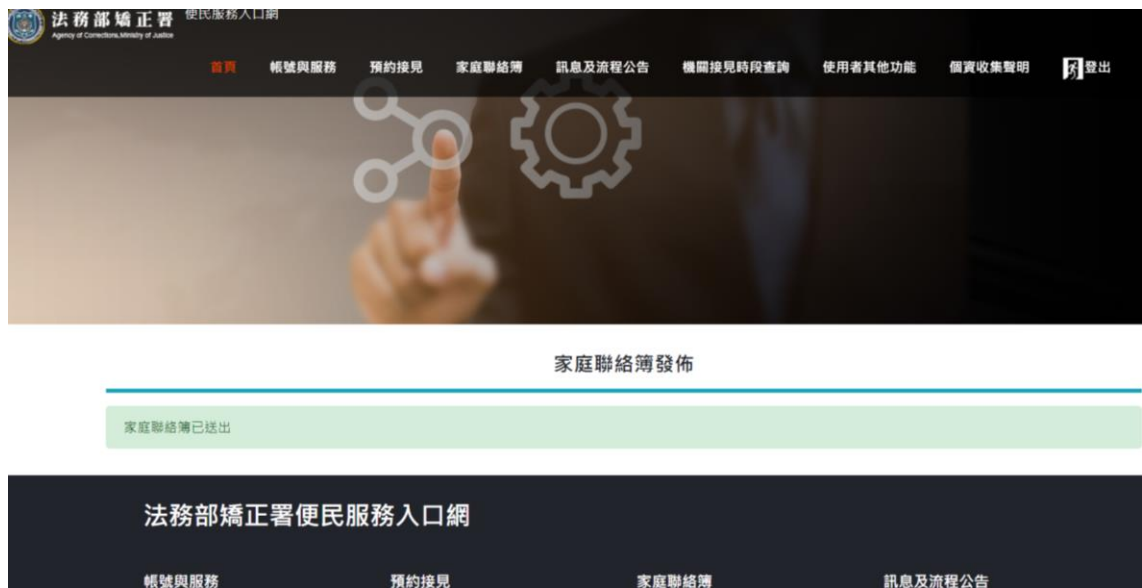 法務部矯正署 便民服務入口網
Agency of Corrections,Ministry of Justice
首頁 帳號與服務 預約接見 家庭聯絡簿 訊息及流程公告 機關接見時段查詢 使用者其他功能 個資收集聲明 登出
家庭聯絡簿發佈
家庭聯絡簿已送出
法務部矯正署便民服務入口網
帳號與服務 預約接見 家庭聯絡簿 訊息及流程公告